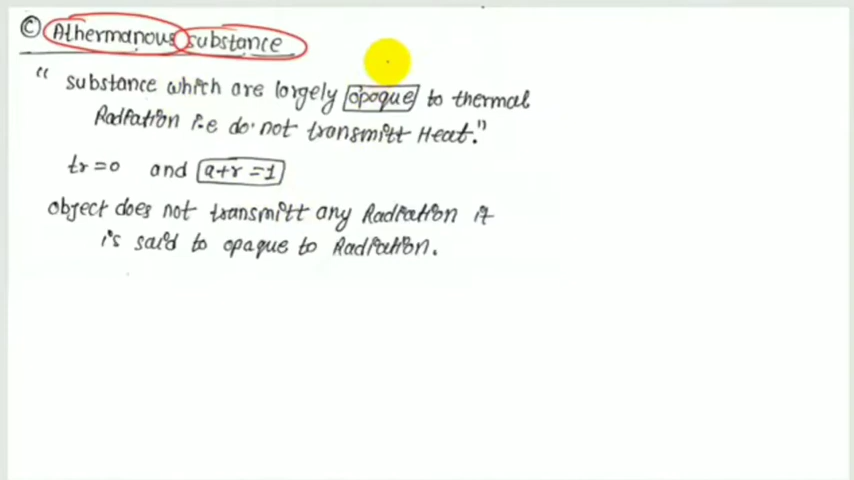 © Athermanous substance
“ substance which are largely opaque to thermal
Radiation i.e do not transmitt Heat."
tr = 0 and a+r = 1
object does not transmitt any Radiation it
is said to opaque to Radiation.